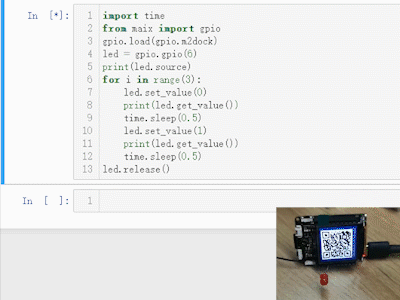 In [*]:
1 import time
2 from maix import gpio
3 gpio.load(gpio.m2dock)
4 led = gpio.gpio(6)
5 print(led.source)
6 for i in range(3):
7     led.set_value(0)
8     print(led.get_value())
9     time.sleep(0.5)
10     led.set_value(1)
11     print(led.get_value())
12     time.sleep(0.5)
13 led.release()
In [ ]:
1